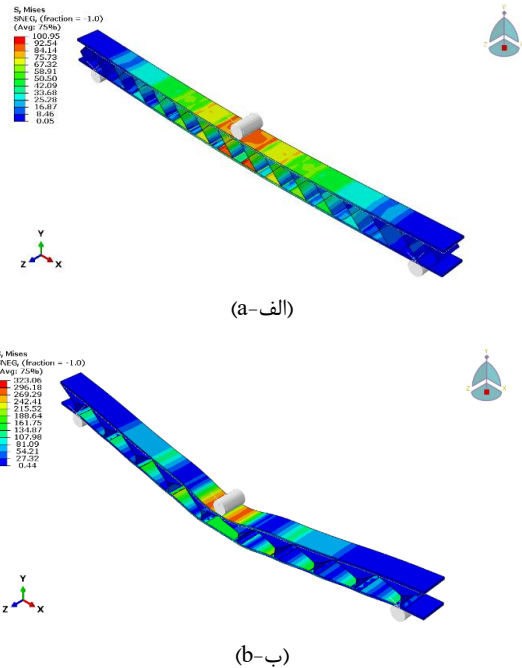 S, Mises
SNEG, (fraction = -1.0)
(Avg: 75%)
100.95
92.54
84.14
75.73
67.32
58.91
50.50
42.09
33.68
25.28
16.87
8.46
0.05
Y
Z
X
Y
Z
X
(الف-a)
, Mises
NEG, (fraction = -1.0)
Avg: 75%)
323.06
296.18
269.29
242.41
215.52
188.64
161.75
134.87
107.98
81.09
54.21
27.32
0.44
Y
Z
X
Y
Z
X
(ب-b)